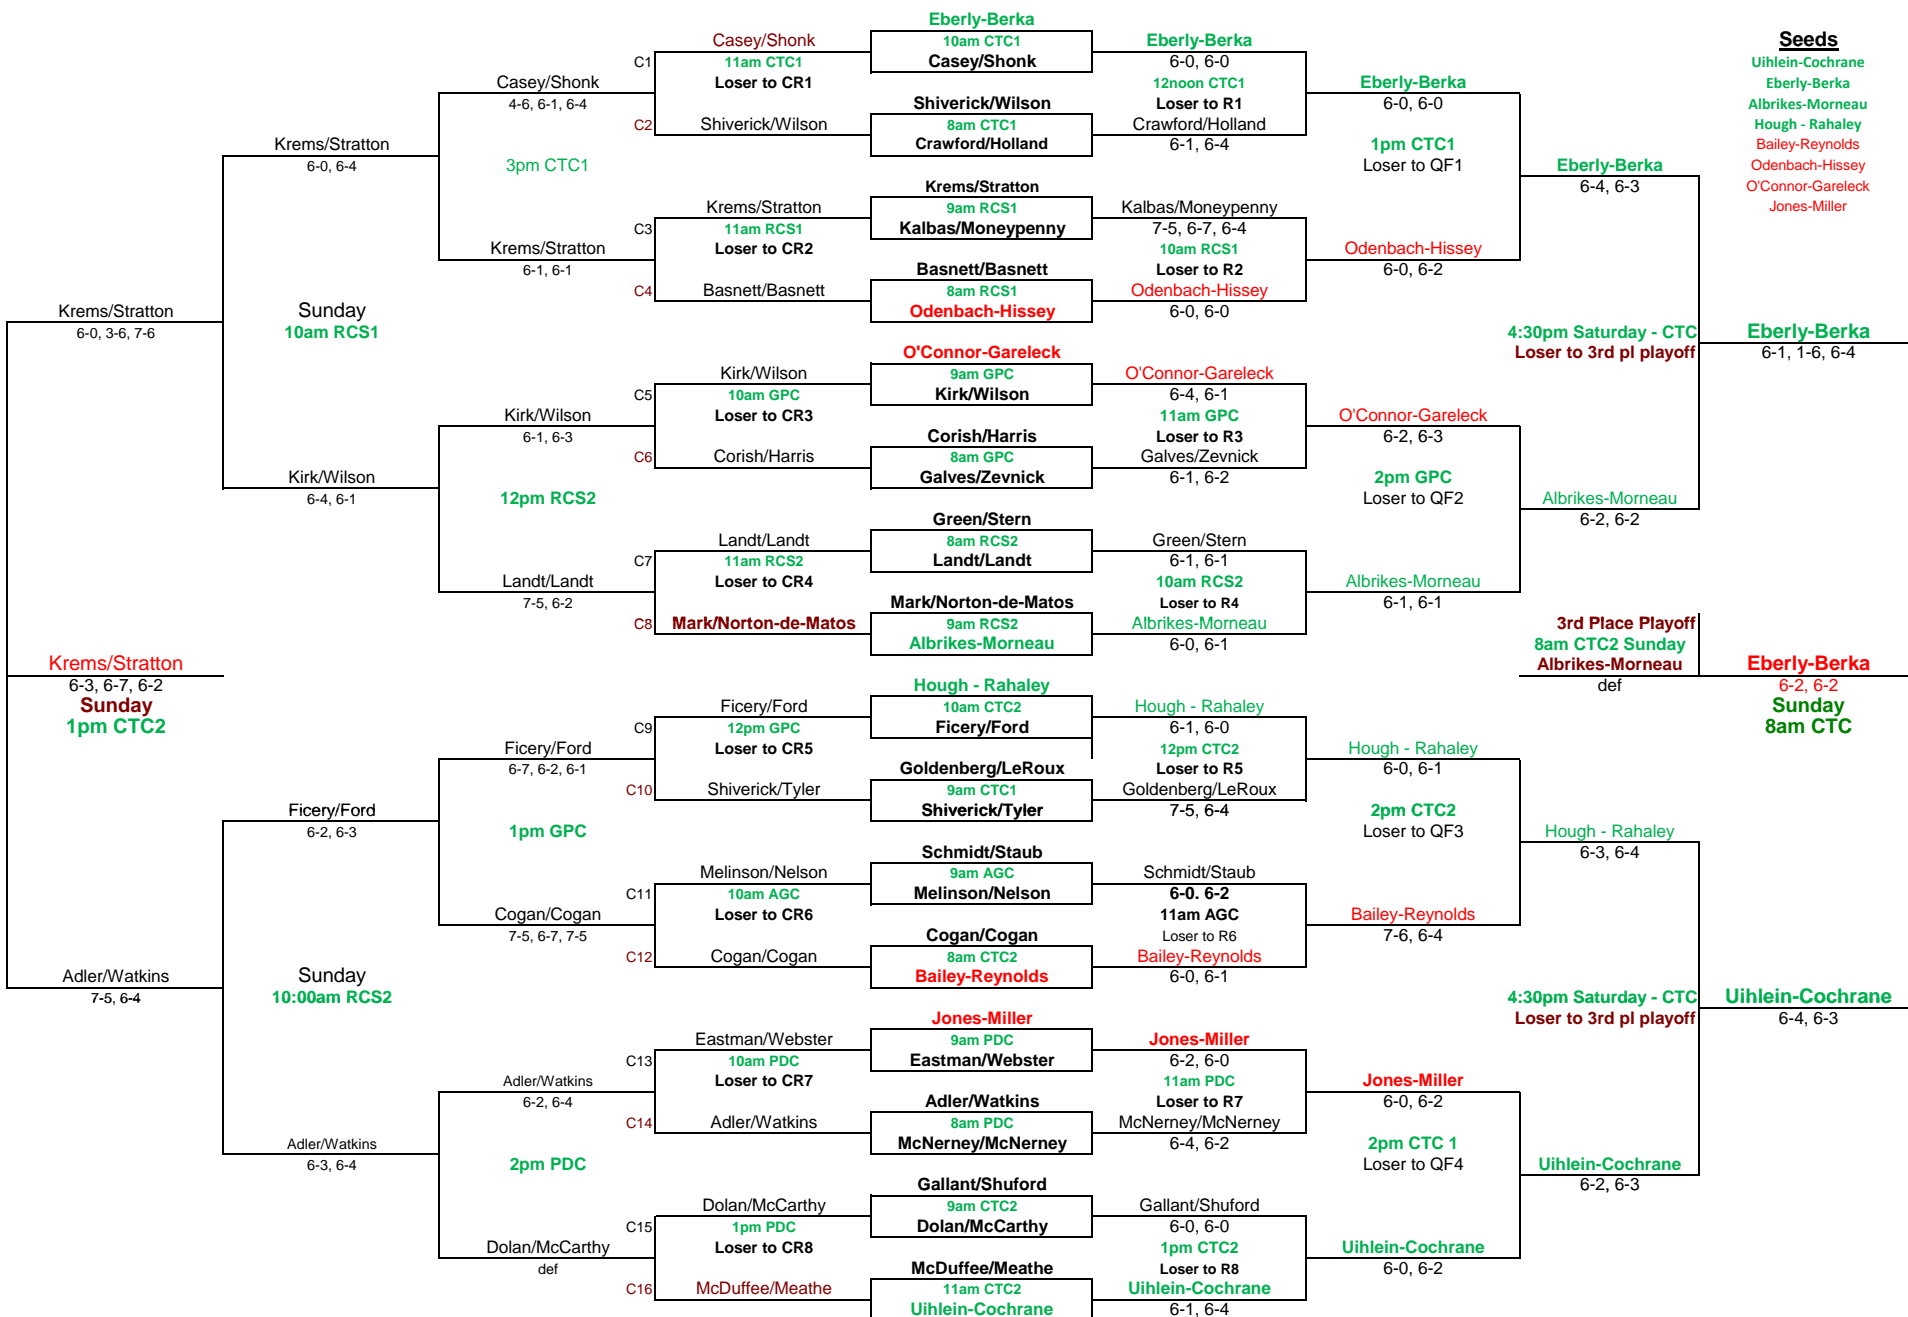 Eberly-Berka
Casey/Shonk
10am CTC1
Eberly-Berka
Seeds
C1
11am CTC1
Casey/Shonk
6-0, 6-0
Uihlein-Cochrane
Casey/Shonk
Loser to CR1
12noon CTC1
Eberly-Berka
Eberly-Berka
4-6, 6-1, 6-4
Shiverick/Wilson
Loser to R1
6-0, 6-0
Albrikes-Morneau
C2
Shiverick/Wilson
8am CTC1
Crawford/Holland
Hough - Rahaley
Krems/Stratton
Crawford/Holland
6-1, 6-4
1pm CTC1
Bailey-Reynolds
6-0, 6-4
3pm CTC1
Loser to QF1
Eberly-Berka
Odenbach-Hissey
Krems/Stratton
6-4, 6-3
O'Connor-Gareleck
Krems/Stratton
9am RCS1
Kalbas/Moneypenny
Jones-Miller
C3
11am RCS1
Kalbas/Moneypenny
7-5, 6-7, 6-4
Krems/Stratton
Loser to CR2
10am RCS1
Odenbach-Hissey
6-1, 6-1
Basnett/Basnett
Loser to R2
6-0, 6-2
C4
Basnett/Basnett
8am RCS1
Odenbach-Hissey
Krems/Stratton
Sunday
Odenbach-Hissey
6-0, 6-0
6-0, 3-6, 7-6
10am RCS1
4:30pm Saturday - CTC
Eberly-Berka
O'Connor-Gareleck
Loser to 3rd pl playoff
6-1, 1-6, 6-4
Kirk/Wilson
9am GPC
O'Connor-Gareleck
C5
10am GPC
Kirk/Wilson
6-4, 6-1
Kirk/Wilson
Loser to CR3
11am GPC
O'Connor-Gareleck
6-1, 6-3
Corish/Harris
Loser to R3
6-2, 6-3
C6
Corish/Harris
8am GPC
Galves/Zevnick
Kirk/Wilson
Galves/Zevnick
6-1, 6-2
2pm GPC
6-4, 6-1
12pm RCS2
Loser to QF2
Albrikes-Morneau
Green/Stern
6-2, 6-2
Landt/Landt
8am RCS2
Green/Stern
C7
11am RCS2
Landt/Landt
6-1, 6-1
Landt/Landt
Loser to CR4
10am RCS2
Albrikes-Morneau
7-5, 6-2
Mark/Norton-de-Matos
Loser to R4
6-1, 6-1
C8
Mark/Norton-de-Matos
9am RCS2
Albrikes-Morneau
3rd Place Playoff
Albrikes-Morneau
6-0, 6-1
8am CTC2 Sunday
Krems/Stratton
Albrikes-Morneau
Eberly-Berka
6-3, 6-7, 6-2
Hough - Rahaley
def
6-2, 6-2
Sunday
Ficery/Ford
10am CTC2
Hough - Rahaley
Sunday
1pm CTC2
C9
12pm GPC
Ficery/Ford
6-1, 6-0
8am CTC
Ficery/Ford
Loser to CR5
12pm CTC2
Hough - Rahaley
6-7, 6-2, 6-1
Goldenberg/LeRoux
Loser to R5
6-0, 6-1
C10
Shiverick/Tyler
9am CTC1
Goldenberg/LeRoux
Ficery/Ford
Shiverick/Tyler
7-5, 6-4
2pm CTC2
6-2, 6-3
1pm GPC
Loser to QF3
Hough - Rahaley
Schmidt/Staub
6-3, 6-4
Melinson/Nelson
9am AGC
Schmidt/Staub
C11
10am AGC
Melinson/Nelson
6-0. 6-2
Cogan/Cogan
Loser to CR6
11am AGC
Bailey-Reynolds
7-5, 6-7, 7-5
Cogan/Cogan
Loser to R6
7-6, 6-4
C12
Cogan/Cogan
8am CTC2
Bailey-Reynolds
Adler/Watkins
Sunday
Bailey-Reynolds
6-0, 6-1
7-5, 6-4
10:00am RCS2
4:30pm Saturday - CTC
Uihlein-Cochrane
Jones-Miller
Loser to 3rd pl playoff
6-4, 6-3
Eastman/Webster
9am PDC
Jones-Miller
C13
10am PDC
Eastman/Webster
6-2, 6-0
Adler/Watkins
Loser to CR7
11am PDC
Jones-Miller
6-2, 6-4
Adler/Watkins
Loser to R7
6-0, 6-2
C14
Adler/Watkins
8am PDC
McNerney/McNerney
Adler/Watkins
McNerney/McNerney
6-4, 6-2
2pm CTC 1
6-3, 6-4
2pm PDC
Loser to QF4
Uihlein-Cochrane
Gallant/Shuford
6-2, 6-3
Dolan/McCarthy
9am CTC2
Gallant/Shuford
C15
1pm PDC
Dolan/McCarthy
6-0, 6-0
Dolan/McCarthy
Loser to CR8
1pm CTC2
Uihlein-Cochrane
def
McDuffee/Meathe
Loser to R8
6-0, 6-2
C16
McDuffee/Meathe
11am CTC2
Uihlein-Cochrane
Uihlein-Cochrane
6-1, 6-4